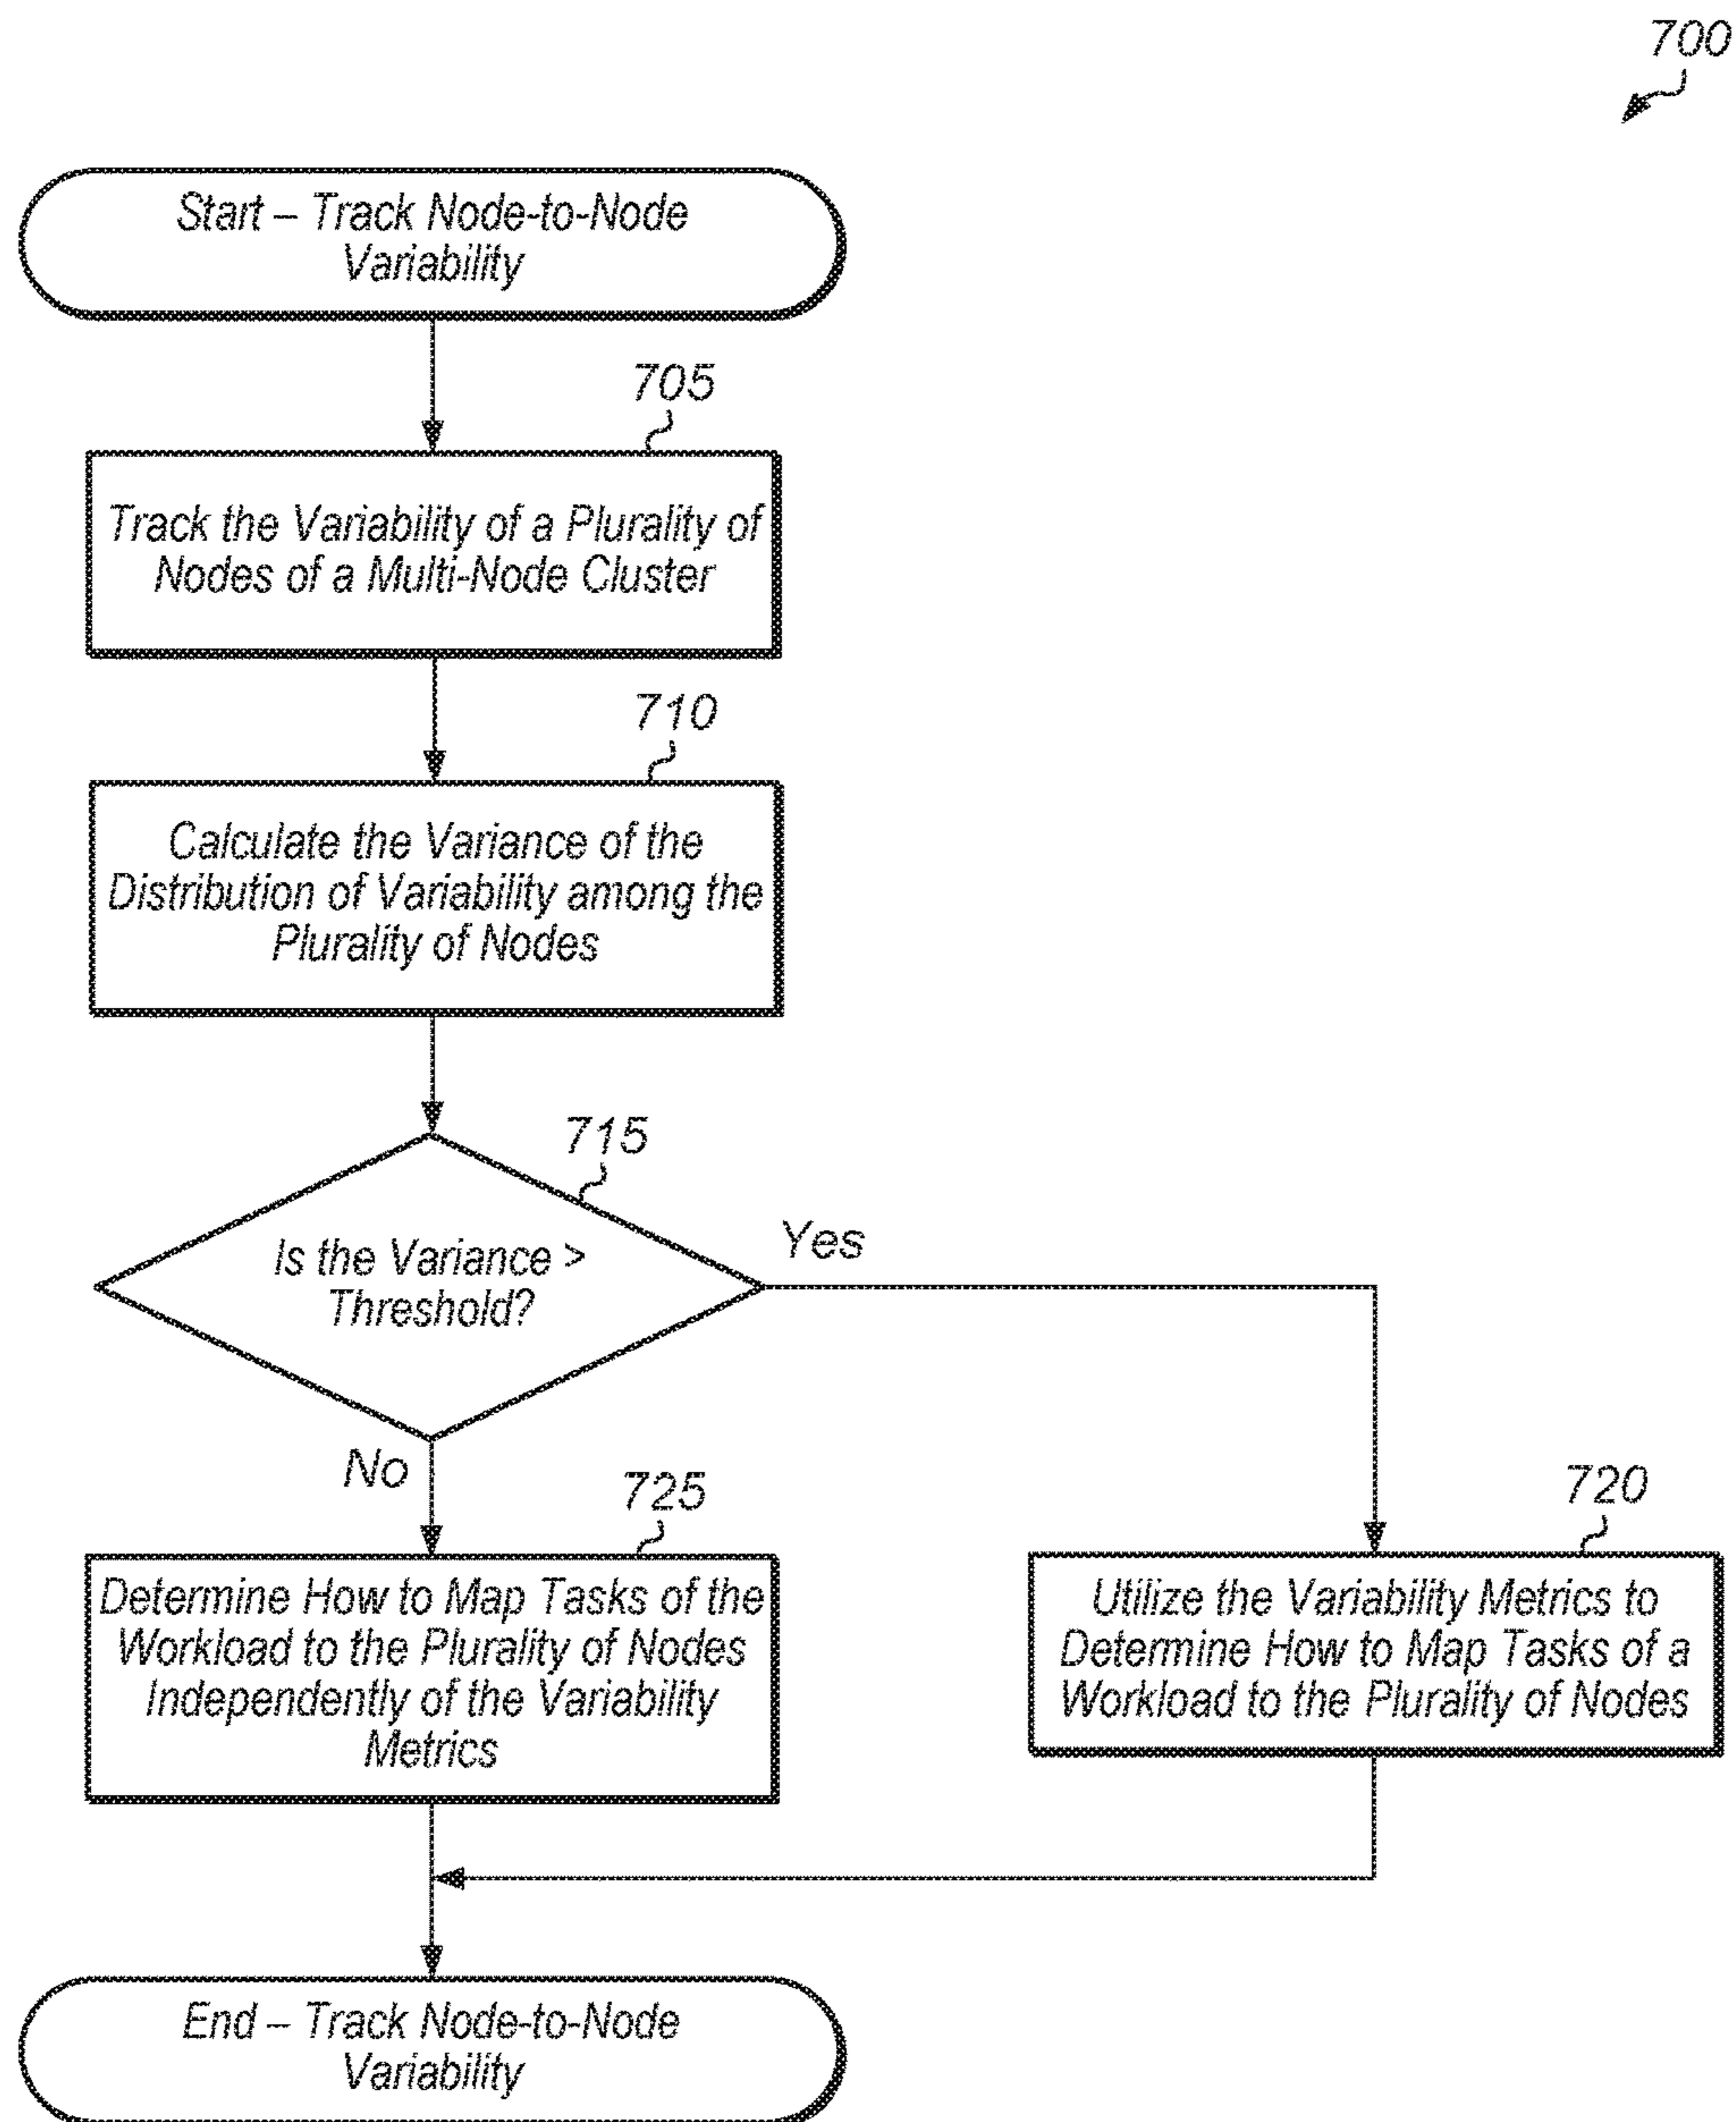 700
Start – Track Node-to-Node
Variability
705
Track the Variability of a Plurality of
Nodes of a Multi-Node Cluster
710
Calculate the Variance of the
Distribution of Variability among the
Plurality of Nodes
715
Is the Variance >
Threshold?
Yes
No
725
Determine How to Map Tasks of the
Workload to the Plurality of Nodes
Independently of the Variability
Metrics
720
Utilize the Variability Metrics to
Determine How to Map Tasks of a
Workload to the Plurality of Nodes
End – Track Node-to-Node
Variability